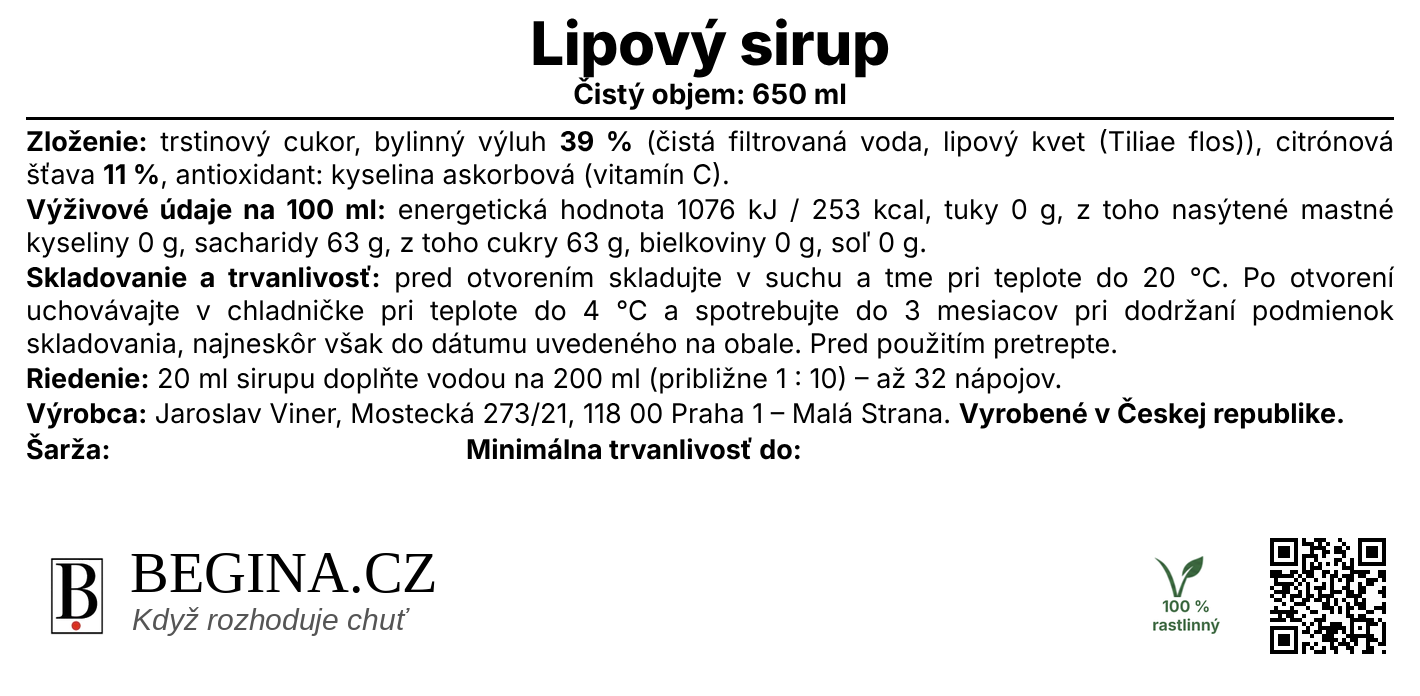 Lipový sirup
Čistý objem: 650 ml
Zloženie: trstinový cukor, bylinný výluh 39 % (čistá filtrovaná voda, lipový kvet (Tiliae flos)), citrónová
šťava 11 %, antioxidant: kyselina askorbová (vitamín C).
Výživové údaje na 100 ml: energetická hodnota 1076 kJ / 253 kcal, tuky 0 g, z toho nasýtené mastné
kyseliny 0 g, sacharidy 63 g, z toho cukry 63 g, bielkoviny 0 g, soľ 0 g.
Skladovanie a trvanlivosť: pred otvorením skladujte v suchu a tme pri teplote do 20 °C. Po otvorení
uchovávajte v chladničke pri teplote do 4 °C a spotrebujte do 3 mesiacov pri dodržaní podmienok
skladovania, najneskôr však do dátumu uvedeného na obale. Pred použitím pretrepte.
Riedenie: 20 ml sirupu doplňte vodou na 200 ml (približne 1 : 10) – až 32 nápojov.
Výrobca: Jaroslav Viner, Mostecká 273/21, 118 00 Praha 1 – Malá Strana. Vyrobené v Českej republike.
Šarža: Minimálna trvanlivosť do:
B BEGINA.CZ
Když rozhoduje chuť
100 %
rastlinný